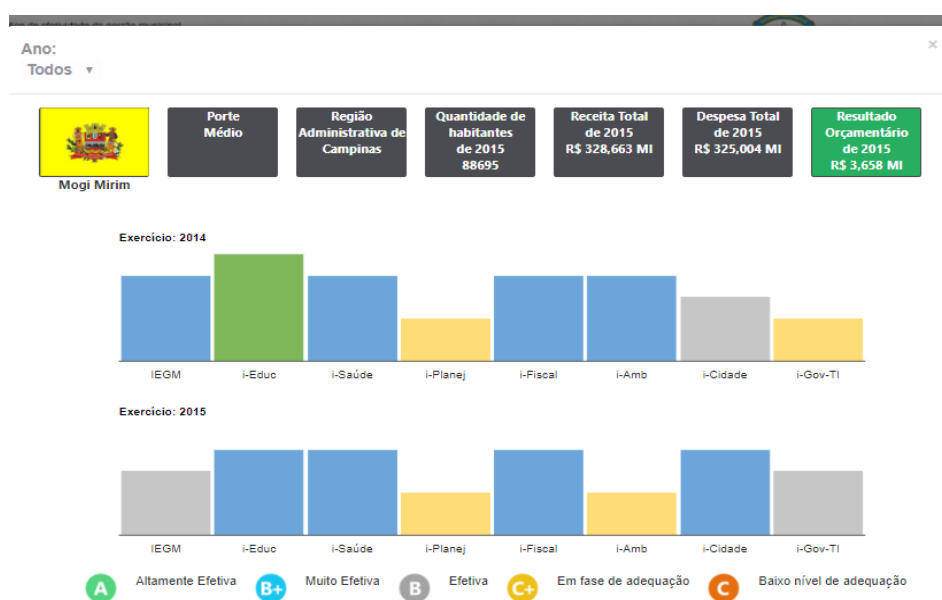 Ano:
Todos
Mogi Mirim
Porte
Médio
Região
Administrativa de
Campinas
Quantidade de
habitantes
de 2015
88695
Receita Total
de 2015
R$ 328,663 MI
Despesa Total
de 2015
R$ 325,004 MI
Resultado
Orçamentário
de 2015
R$ 3,658 MI
Exercício: 2014
IEGM i-Educ i-Saúde i-Planej i-Fiscal i-Amb i-Cidade i-Gov-TI
Exercício: 2015
IEGM i-Educ i-Saúde i-Planej i-Fiscal i-Amb i-Cidade i-Gov-TI
A Altamente Efetiva B+ Muito Efetiva B Efetiva C+ Em fase de adequação C Baixo nível de adequação